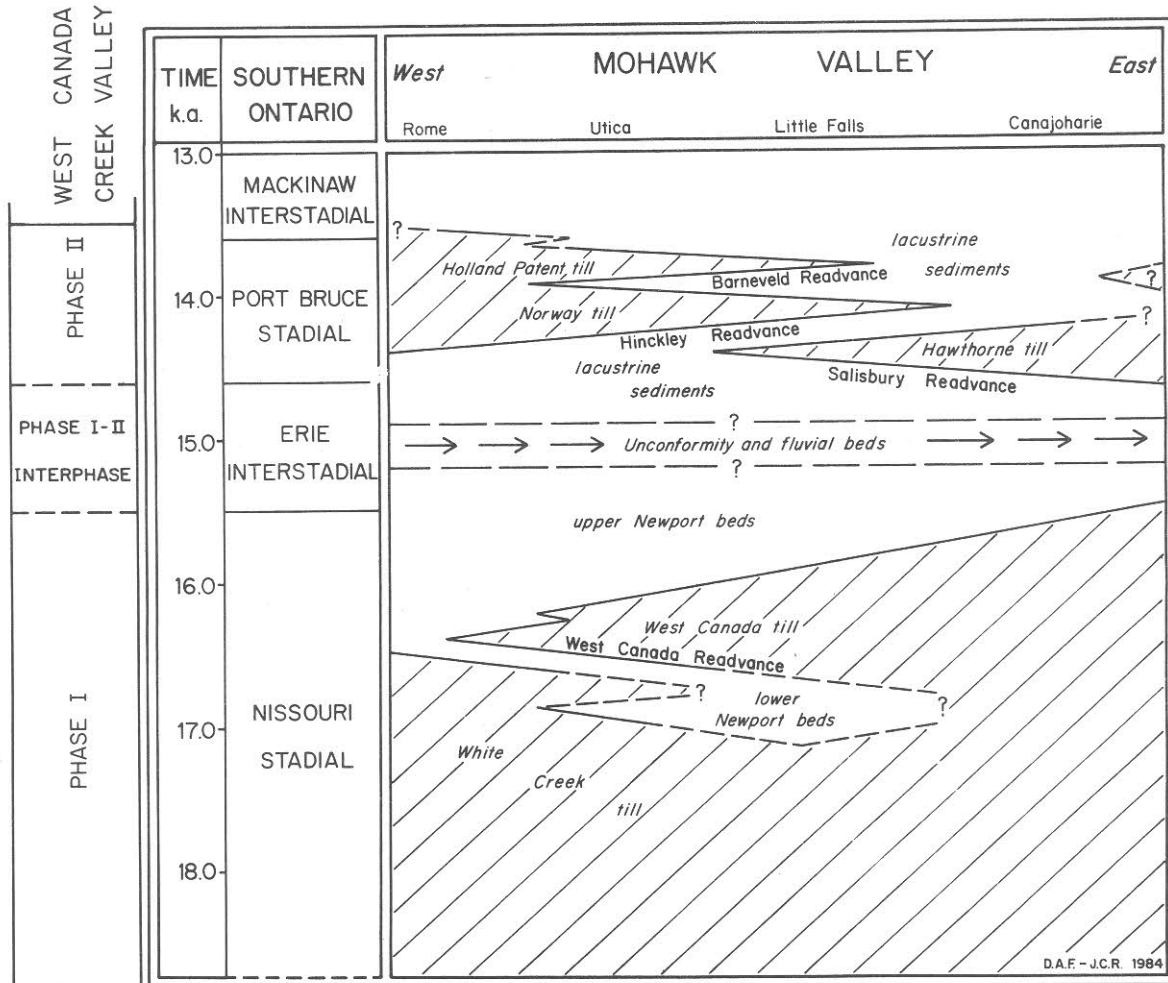 WEST CANADA
CREEK VALLEY
TIME
k.a.
SOUTHERN
ONTARIO
West
MOHAWK VALLEY
East
Rome
Utica
Little Falls
Canajoharie
13.0
14.0
15.0
16.0
17.0
18.0
PHASE II
PHASE I-II
INTERPHASE
PHASE I
MACKINAW
INTERSTADIAL
PORT BRUCE
STADIAL
ERIE
INTERSTADIAL
NISSOURI
STADIAL
?
lacustrine
sediments
Holland Patent till
Barneveld Readvance
?
Norway till
?
Hinckley Readvance
Hawthorne till
lacustrine
sediments
Salisbury Readvance
?
Unconformity and fluvial beds
?
upper Newport beds
West Canada till
West Canada Readvance
?
lower
Newport beds
?
White
Creek
till
D.A.F. - J.C.R. 1984